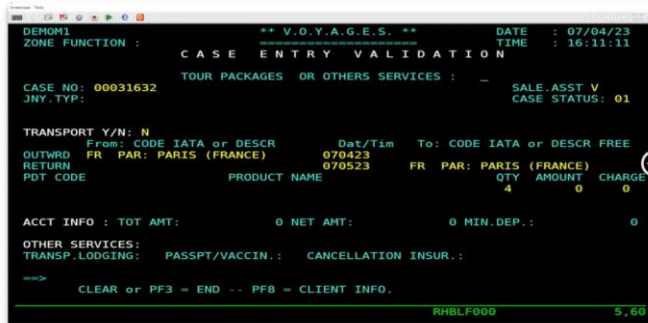 DEMOM1 ** V.O.Y.A.G.E.S. ** DATE : 07/04/23
ZONE FUNCTION : ==================== TIME : 16:11:11
C A S E E N T R Y V A L I D A T I O N
TOUR PACKAGES OR OTHERS SERVICES : _
CASE NO: 00031632 SALE.ASST V
JNY.TYP: CASE STATUS: 01
TRANSPORT Y/N: N
From: CODE IATA or DESCR Dat/Tim To: CODE IATA or DESCR FREE
OUTWRD FR PAR: PARIS (FRANCE) 070423
RETURN 070523 FR PAR: PARIS (FRANCE)
PDT CODE PRODUCT NAME QTY AMOUNT CHARGE
4 0 0
ACCT INFO : TOT AMT: 0 NET AMT: 0 MIN.DEP.: 0
OTHER SERVICES:
TRANSP.LODGING: PASSPT/VACCIN.: CANCELLATION INSUR.:
==>
CLEAR or PF3 = END -- PF8 = CLIENT INFO.
RHBLF000 5,60